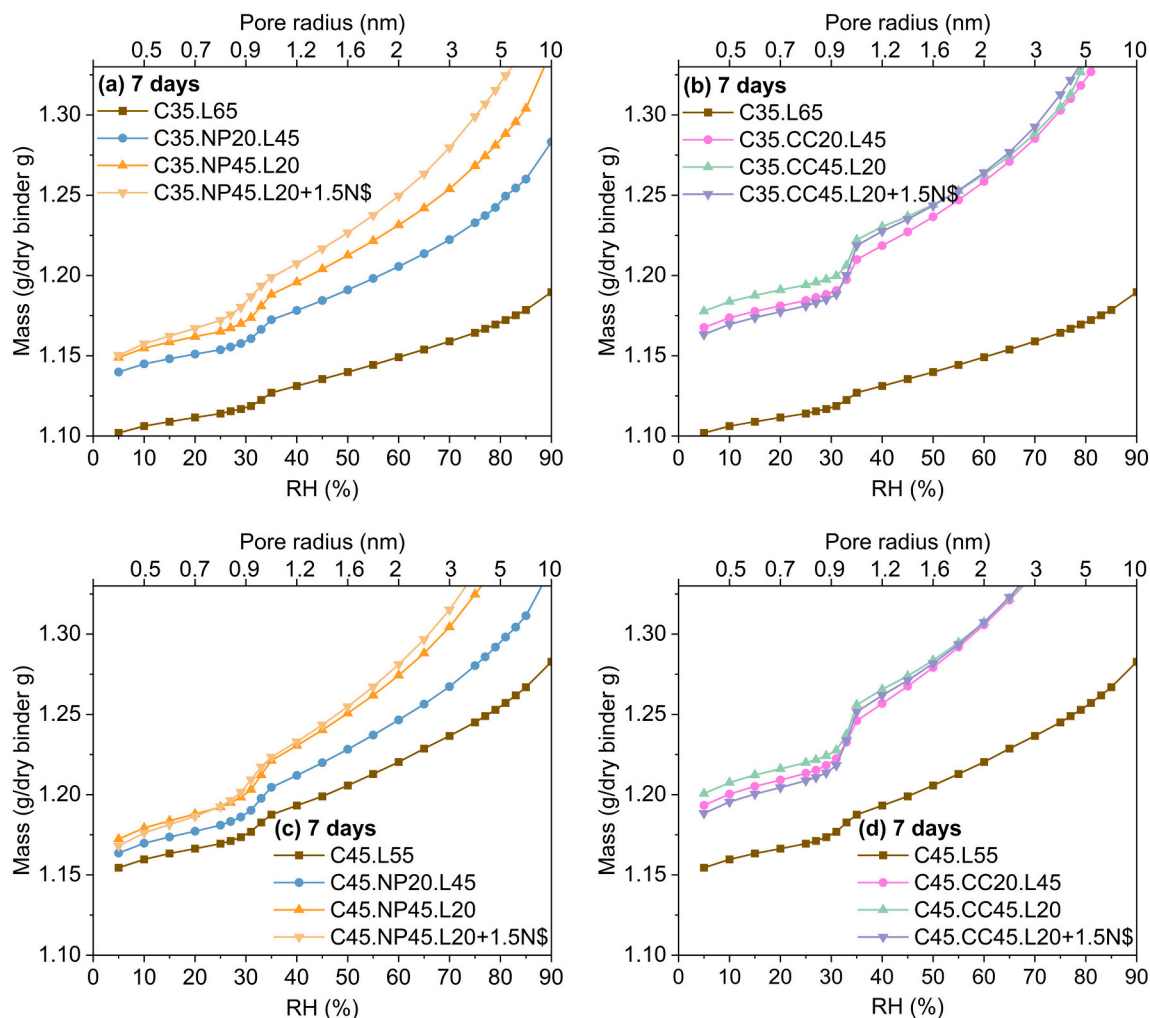 Pore radius (nm)
0.5 0.7 0.9 1.2 1.6 2 3 5 10
(a) 7 days
C35.L65
C35.NP20.L45
C35.NP45.L20
C35.NP45.L20+1.5N$
Mass (g/dry binder g)
1.30
1.25
1.20
1.15
1.10
0 10 20 30 40 50 60 70 80 90
RH (%)
Pore radius (nm)
0.5 0.7 0.9 1.2 1.6 2 3 5 10
(b) 7 days
C35.L65
C35.CC20.L45
C35.CC45.L20
C35.CC45.L20+1.5N$
Mass (g/dry binder g)
1.30
1.25
1.20
1.15
1.10
0 10 20 30 40 50 60 70 80 90
RH (%)
Pore radius (nm)
0.5 0.7 0.9 1.2 1.6 2 3 5 10
Mass (g/dry binder g)
1.30
1.25
1.20
1.15
1.10
(c) 7 days
C45.L55
C45.NP20.L45
C45.NP45.L20
C45.NP45.L20+1.5N$
0 10 20 30 40 50 60 70 80 90
RH (%)
Pore radius (nm)
0.5 0.7 0.9 1.2 1.6 2 3 5 10
Mass (g/dry binder g)
1.30
1.25
1.20
1.15
1.10
(d) 7 days
C45.L55
C45.CC20.L45
C45.CC45.L20
C45.CC45.L20+1.5N$
0 10 20 30 40 50 60 70 80 90
RH (%)